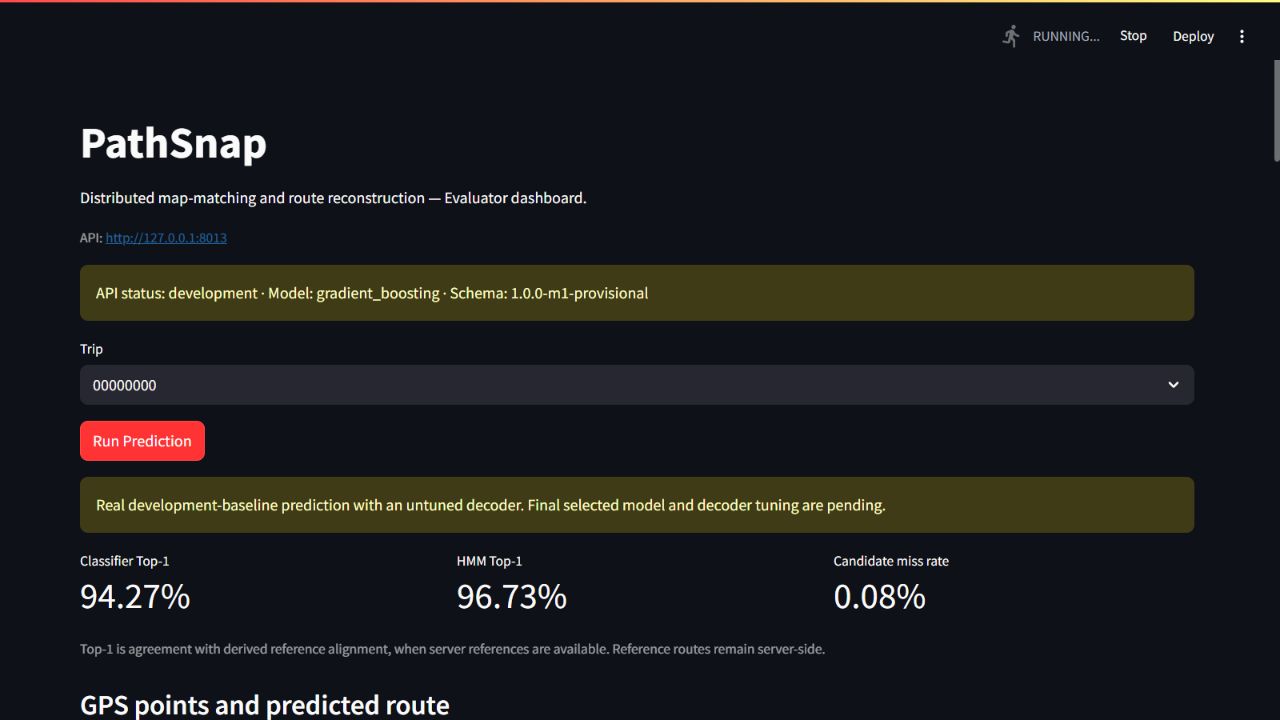 RUNNING...
Stop
Deploy
PathSnap
Distributed map-matching and route reconstruction — Evaluator dashboard.
API: http://127.0.0.1:8013
API status: development · Model: gradient_boosting · Schema: 1.0.0-m1-provisional
Trip
00000000
Run Prediction
Real development-baseline prediction with an untuned decoder. Final selected model and decoder tuning are pending.
Classifier Top-1
HMM Top-1
Candidate miss rate
94.27%
96.73%
0.08%
Top-1 is agreement with derived reference alignment, when server references are available. Reference routes remain server-side.
GPS points and predicted route